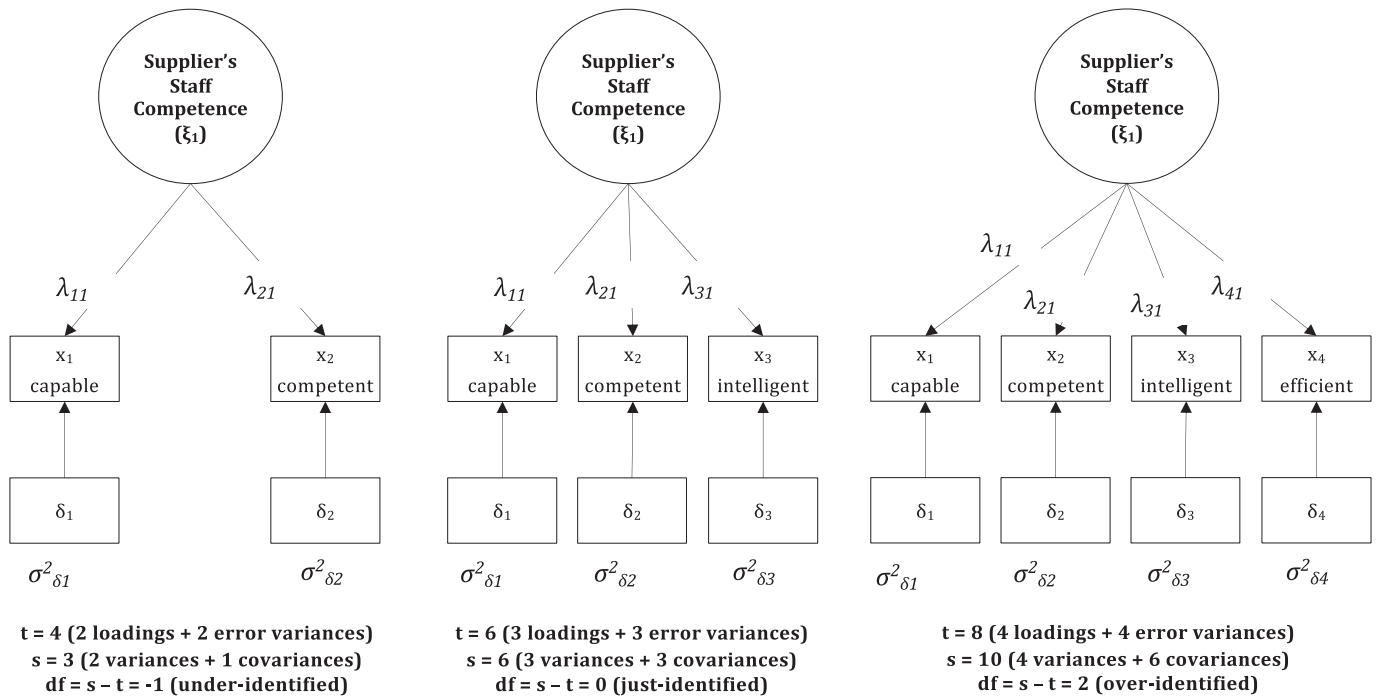 Supplier's
Staff
Competence
(ξ₁)
λ₁₁
λ₂₁
x₁
capable
x₂
competent
δ₁
δ₂
σ²δ1
σ²δ2
t = 4 (2 loadings + 2 error variances)
s = 3 (2 variances + 1 covariances)
df = s – t = -1 (under-identified)
Supplier's
Staff
Competence
(ξ₁)
λ₁₁
λ₂₁
λ₃₁
x₁
capable
x₂
competent
x₃
intelligent
δ₁
δ₂
δ₃
σ²δ1
σ²δ2
σ²δ3
t = 6 (3 loadings + 3 error variances)
s = 6 (3 variances + 3 covariances)
df = s – t = 0 (just-identified)
Supplier's
Staff
Competence
(ξ₁)
λ₁₁
λ₂₁
λ₃₁
λ₄₁
x₁
capable
x₂
competent
x₃
intelligent
x₄
efficient
δ₁
δ₂
δ₃
δ₄
σ²δ1
σ²δ2
σ²δ3
σ²δ4
t = 8 (4 loadings + 4 error variances)
s = 10 (4 variances + 6 covariances)
df = s – t = 2 (over-identified)